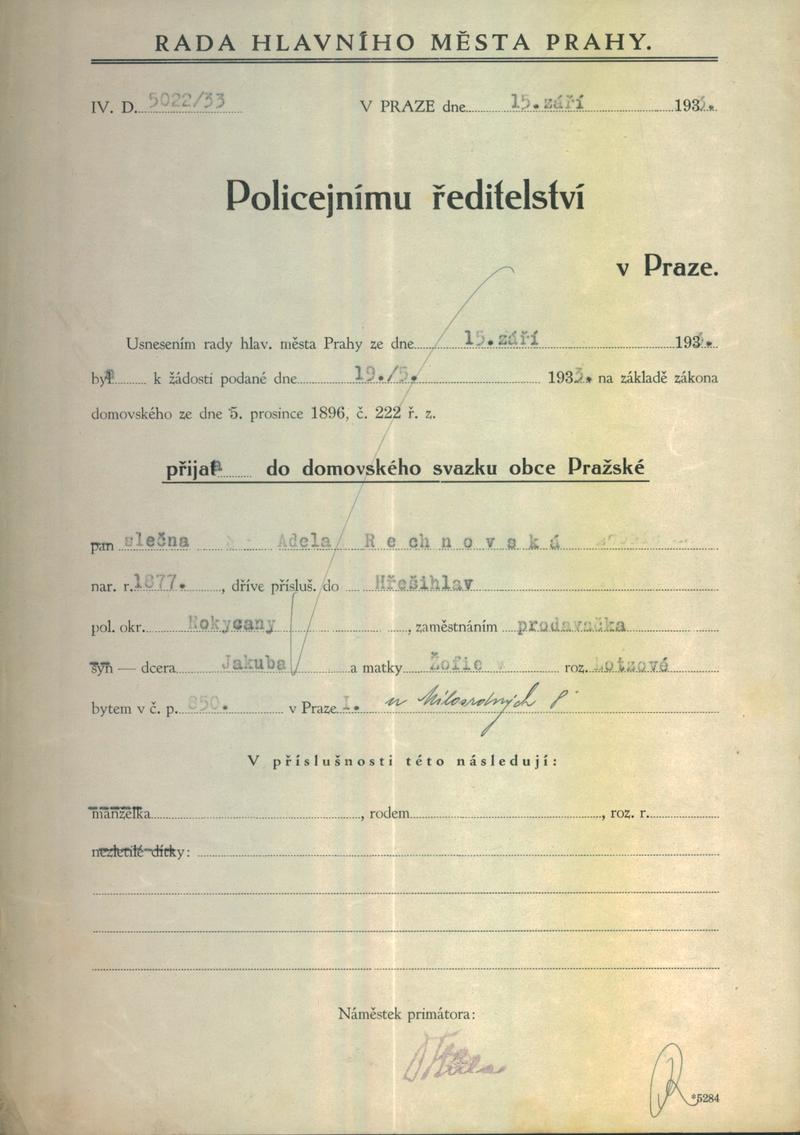 RADA HLAVNÍHO MĚSTA PRAHY.
IV. D. 5022/33 V PRAZE dne 15. září 193
Policejnímu ředitelství
v Praze.
Usnesením rady hlav. města Prahy ze dne 15. září 193
byla k žádosti podané dne 19./5. 1933. na základě zákona
domovského ze dne 5. prosince 1896, č. 222 ř. z.
přijata do domovského svazku obce Pražské
pan slečna Adela Rechnovská
nar. r. 1877. , dříve přísluš. do Hřešihlav
pol. okr. Rokycany , zaměstnáním prodavačka
syn — dcera Jakuba a matky Žofie roz.
bytem v č. p. 850. v Praze I. u Milosrdných
V příslušnosti této následují:
manželka , rodem , roz. r.
nezletilé dítky:
Náměstek primátora:
*5284